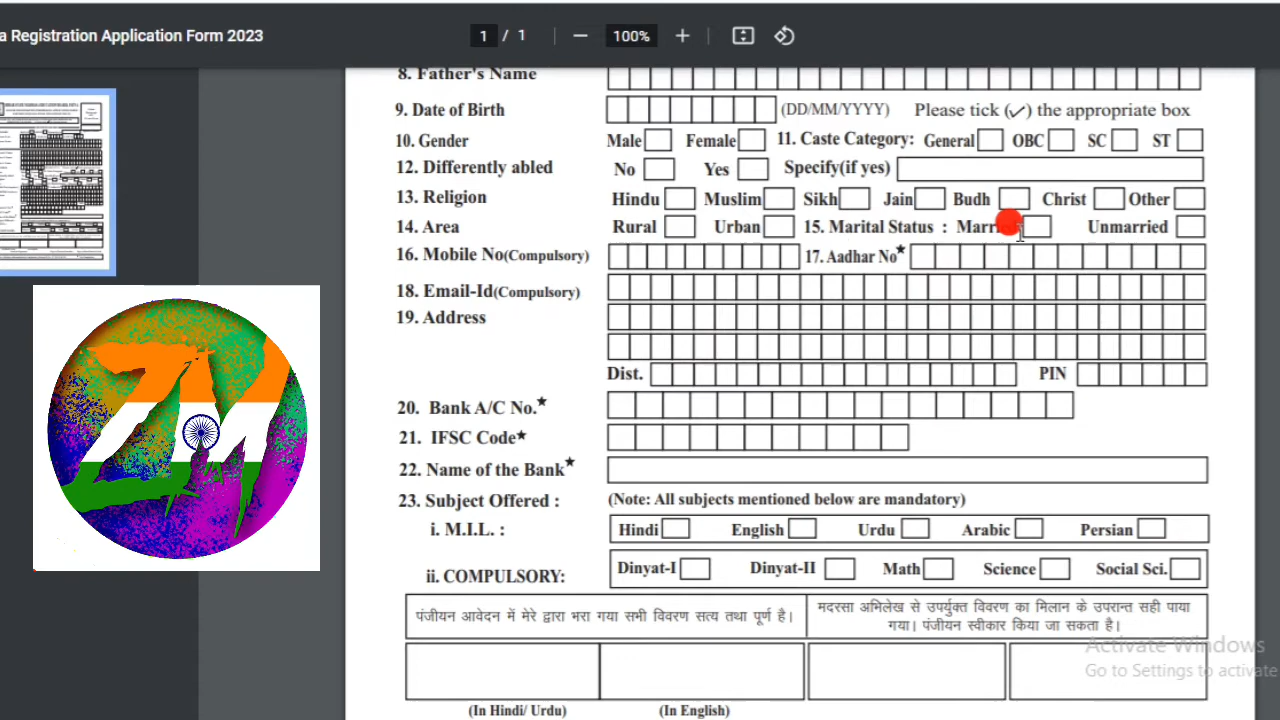 a Registration Application Form 2023
1 / 1
100%
8. Father's Name
9. Date of Birth (DD/MM/YYYY) Please tick (✓) the appropriate box
10. Gender Male Female 11. Caste Category: General OBC SC ST
12. Differently abled No Yes Specify(if yes)
13. Religion Hindu Muslim Sikh Jain Budh Christ Other
14. Area Rural Urban 15. Marital Status : Marri Unmarried
16. Mobile No(Compulsory) 17. Aadhar No★
18. Email-Id(Compulsory)
19. Address
Dist. PIN
20. Bank A/C No.★
21. IFSC Code★
22. Name of the Bank★
23. Subject Offered : (Note: All subjects mentioned below are mandatory)
i. M.I.L. : Hindi English Urdu Arabic Persian
ii. COMPULSORY: Dinyat-I Dinyat-II Math Science Social Sci.
पंजीयन आवेदन में मेरे द्वारा भरा गया सभी विवरण सत्य तथा पूर्ण है।
मदरसा अभिलेख से उपर्युक्त विवरण का मिलान के उपरान्त सही पाया
गया। पंजीयन स्वीकार किया जा सकता है।
Activate Windows
Go to Settings to activate
(In Hindi/ Urdu) (In English)
ZM